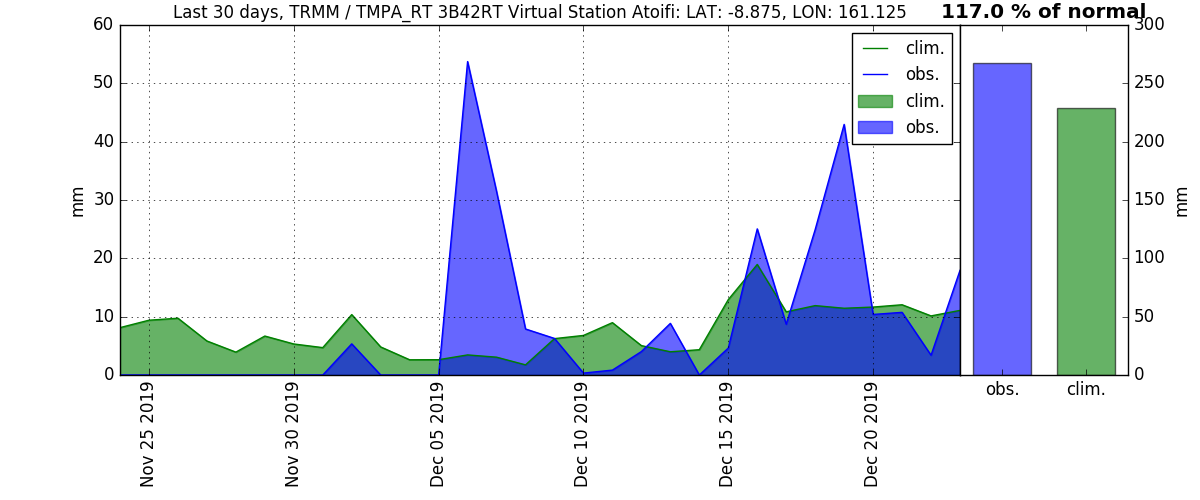 Last 30 days, TRMM / TMPA_RT 3B42RT Virtual Station Atoifi: LAT: -8.875, LON: 161.125
117.0 % of normal
60
50
40
30
20
10
0
mm
clim.
obs.
clim.
obs.
300
250
200
150
100
50
0
mm
Nov 25 2019
Nov 30 2019
Dec 05 2019
Dec 10 2019
Dec 15 2019
Dec 20 2019
obs.
clim.